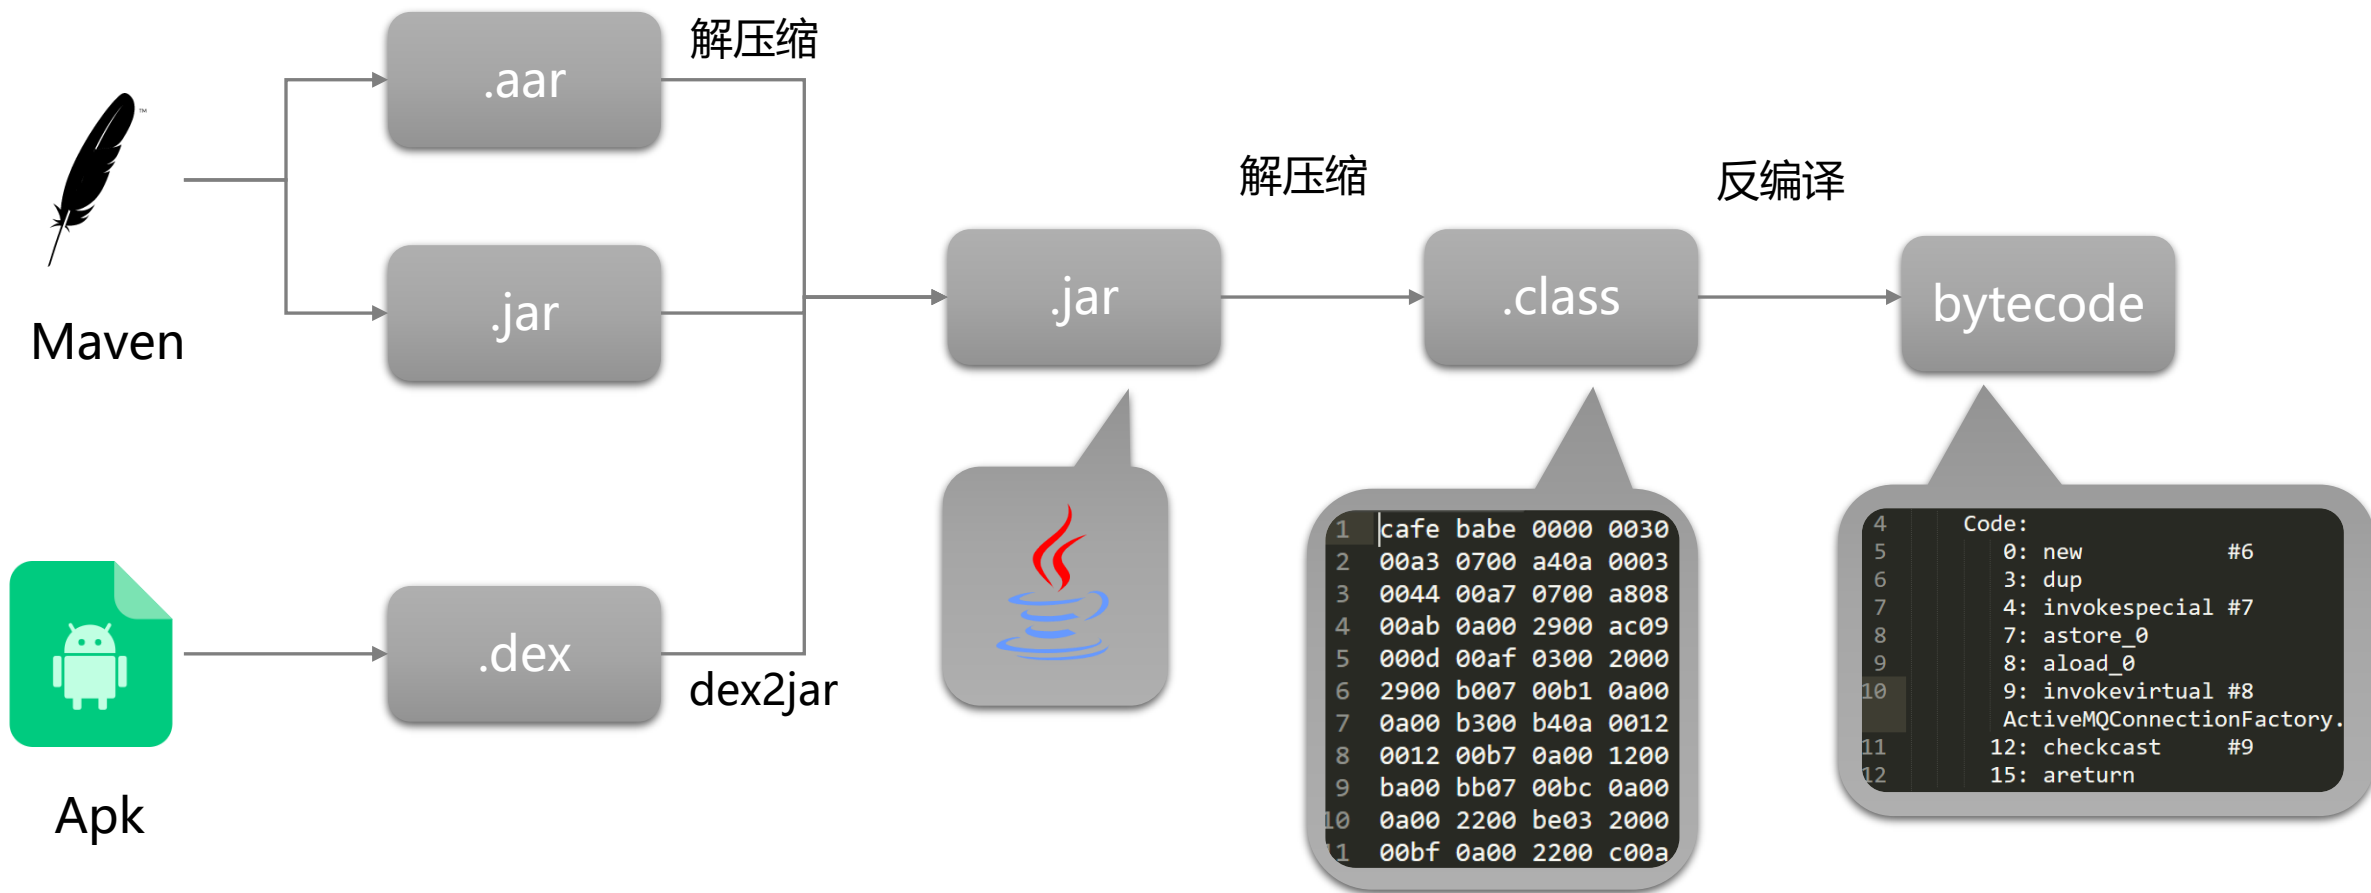 解压缩
.aar
™
.jar
Maven
解压缩
反编译
.jar
.class
bytecode
.dex
dex2jar
Apk
1 cafe babe 0000 0030
2 00a3 0700 a40a 0003
3 0044 00a7 0700 a808
4 00ab 0a00 2900 ac09
5 000d 00af 0300 2000
6 2900 b007 00b1 0a00
7 0a00 b300 b40a 0012
8 0012 00b7 0a00 1200
9 ba00 bb07 00bc 0a00
10 0a00 2200 be03 2000
11 00bf 0a00 2200 c00a
4 Code:
5 0: new #6
6 3: dup
7 4: invokespecial #7
8 7: astore_0
9 8: aload_0
10 9: invokevirtual #8
ActiveMQConnectionFactory.
11 12: checkcast #9
12 15: areturn